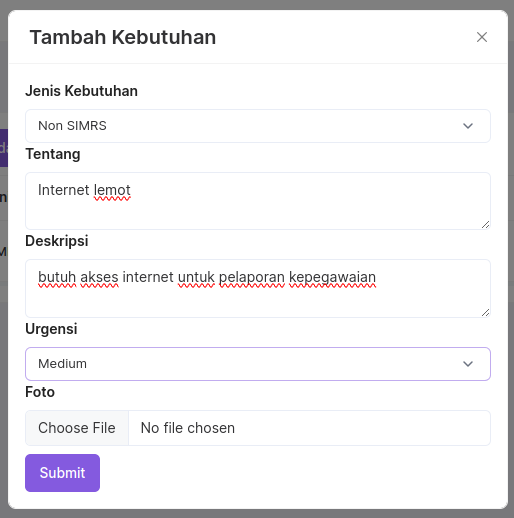 Tambah Kebutuhan
Jenis Kebutuhan
Non SIMRS
Tentang
Internet lemot
Deskripsi
butuh akses internet untuk pelaporan kepegawaian
Urgensi
Medium
Foto
Choose File No file chosen
Submit